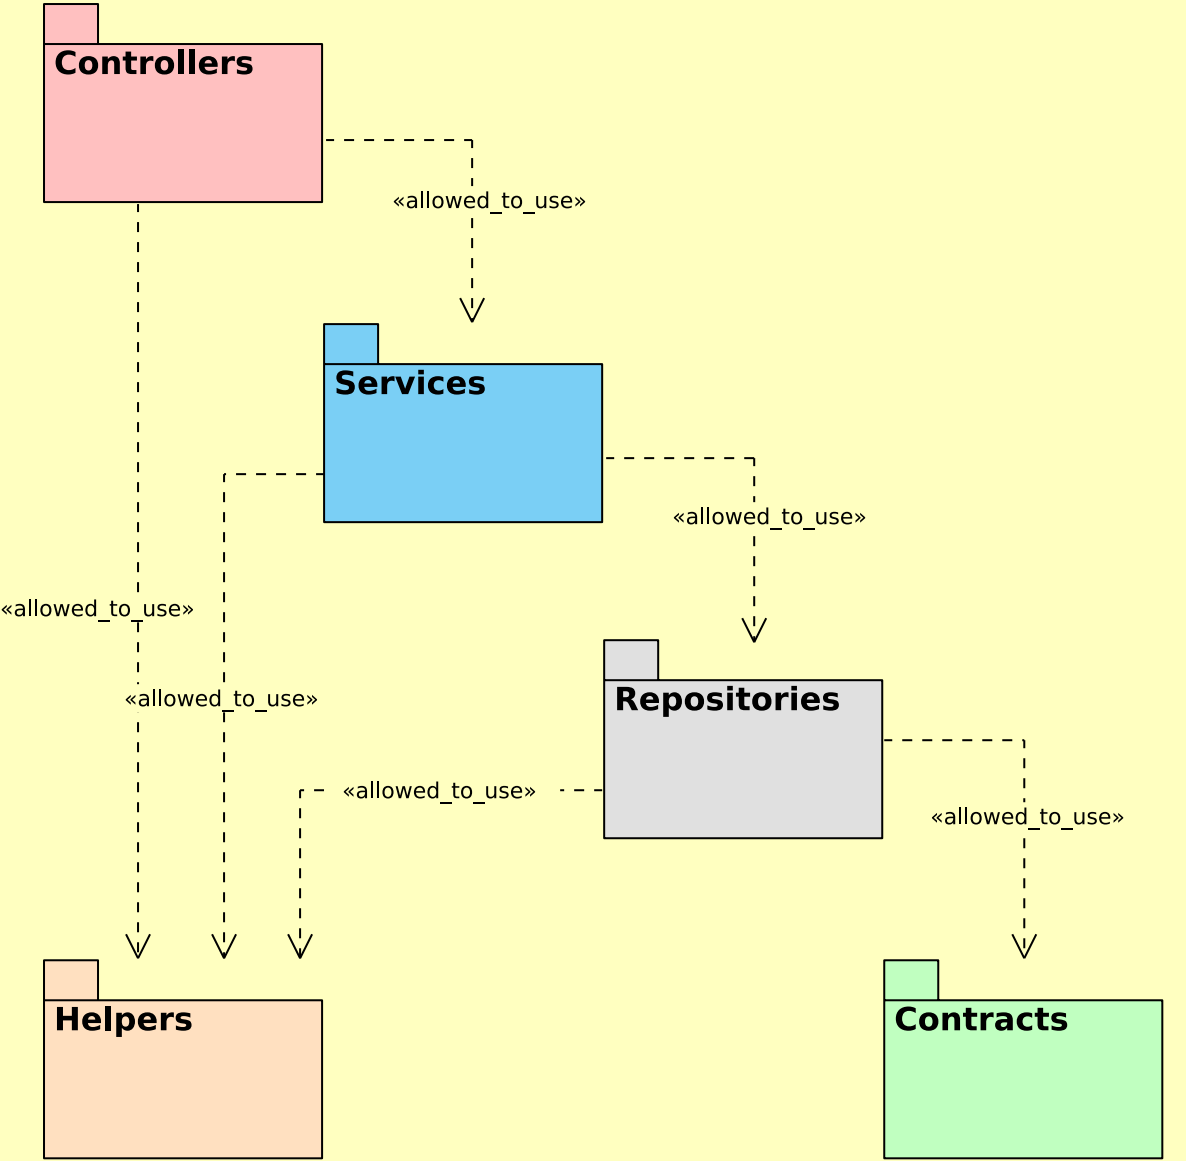 Controllers
«allowed_to_use»
Services
«allowed_to_use»
«allowed_to_use»
«allowed_to_use»
Repositories
«allowed_to_use»
«allowed_to_use»
Helpers
Contracts